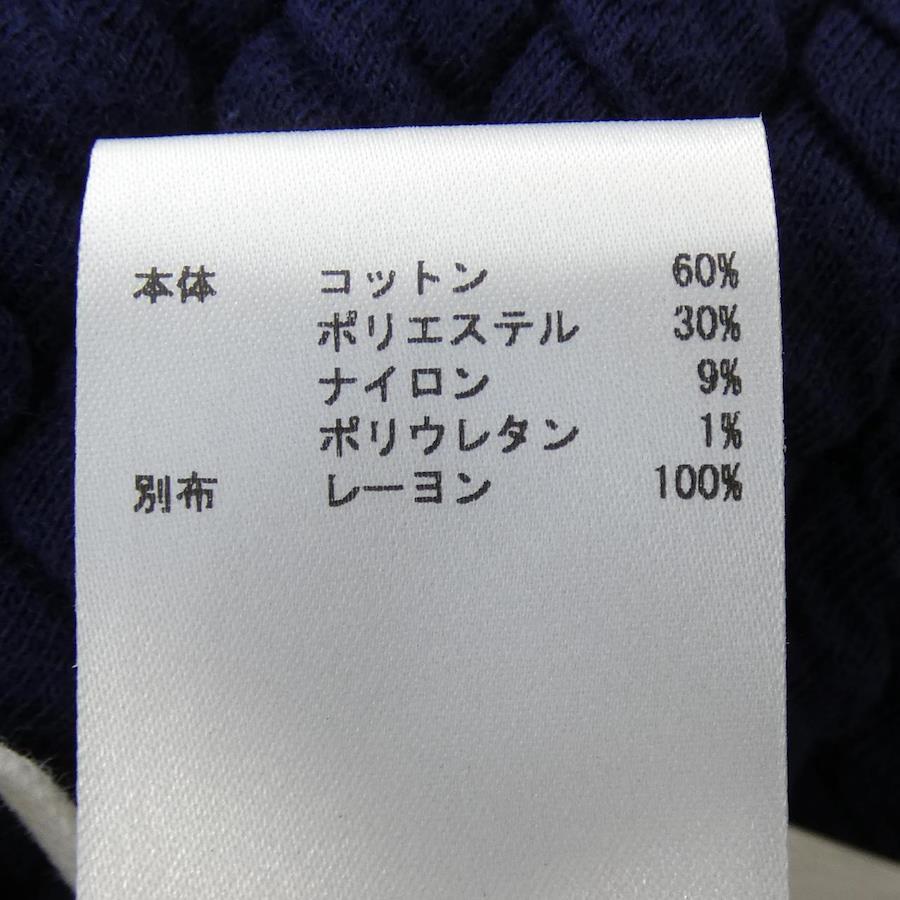 本体 コットン 60%
ポリエステル 30%
ナイロン 9%
ポリウレタン 1%
別布 レーヨン 100%